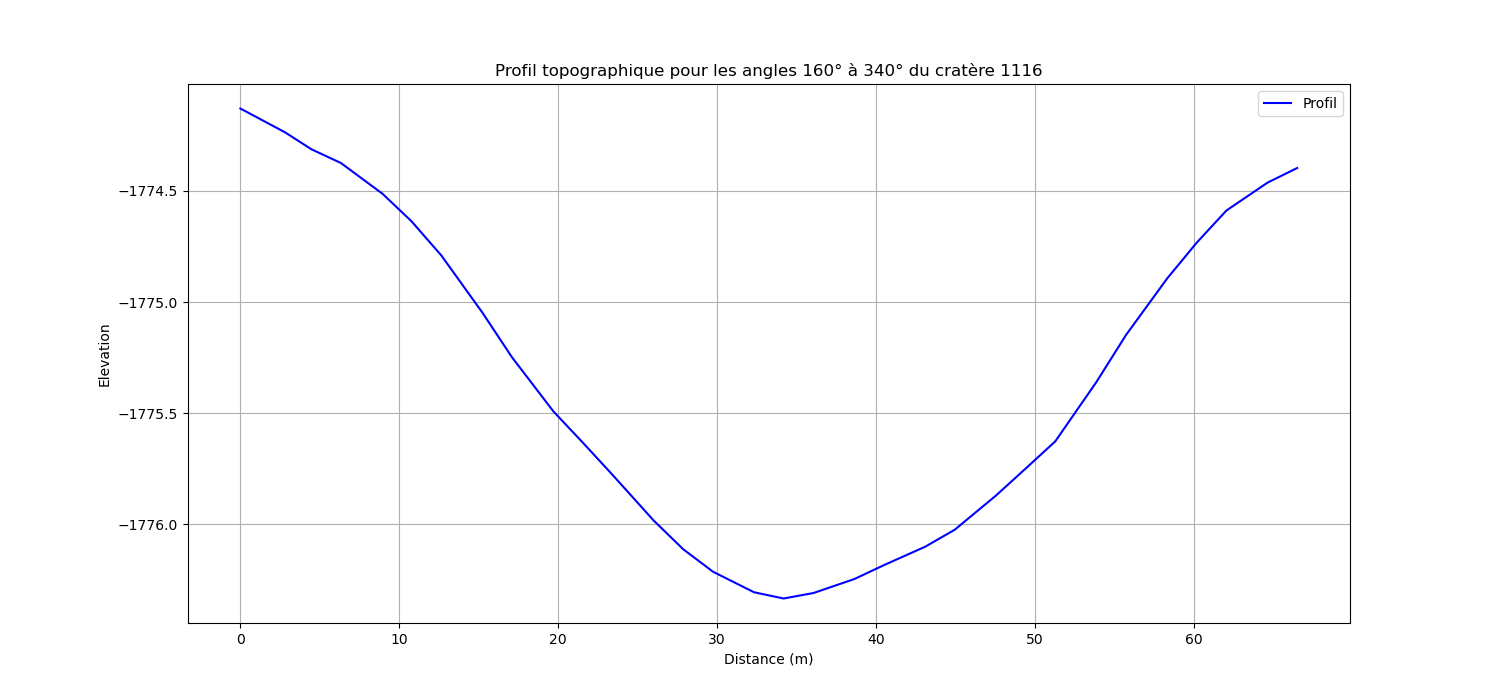 Profil topographique pour les angles 160° à 340° du cratère 1116
Profil
−1774.5
−1775.0
−1775.5
−1776.0
Elevation
0 10 20 30 40 50 60
Distance (m)